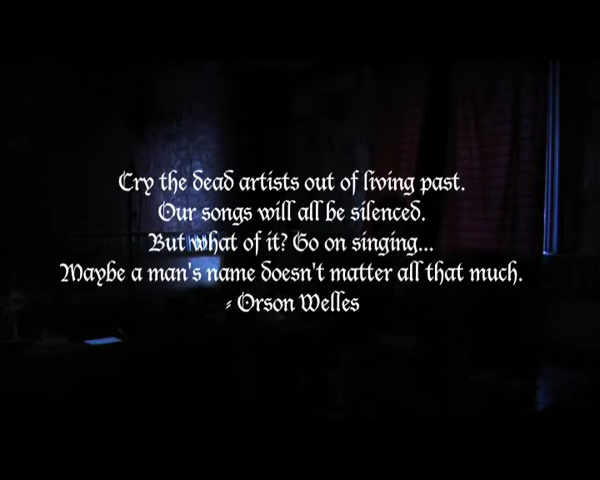 Cry the dead artists out of living past.
Our songs will all be silenced.
But what of it? Go on singing...
Maybe a man's name doesn't matter all that much.
- Orson Welles